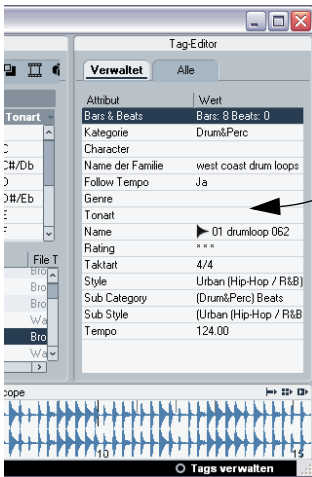 Tag-Editor
Verwaltet Alle
Attribut Wert
Tonart
Bars & Beats Bars: 8 Beats: 0
Kategorie Drum&Perc
Character
C
C#/Db
Name der Familie west coast drum loops
D
Follow Tempo Ja
D#/Eb
Genre
E
Tonart
F
Name 01 drumloop 062
Rating ***
File T
Taktart 4/4
Bro
Style Urban (Hip-Hop / R&B)
Bro
Sub Category (Drum&Perc) Beats
Bro
Sub Style (Urban (Hip-Hop / R&B
Wa
Tempo 124.00
Bro
Wa
cope
10 15
Tags verwalten